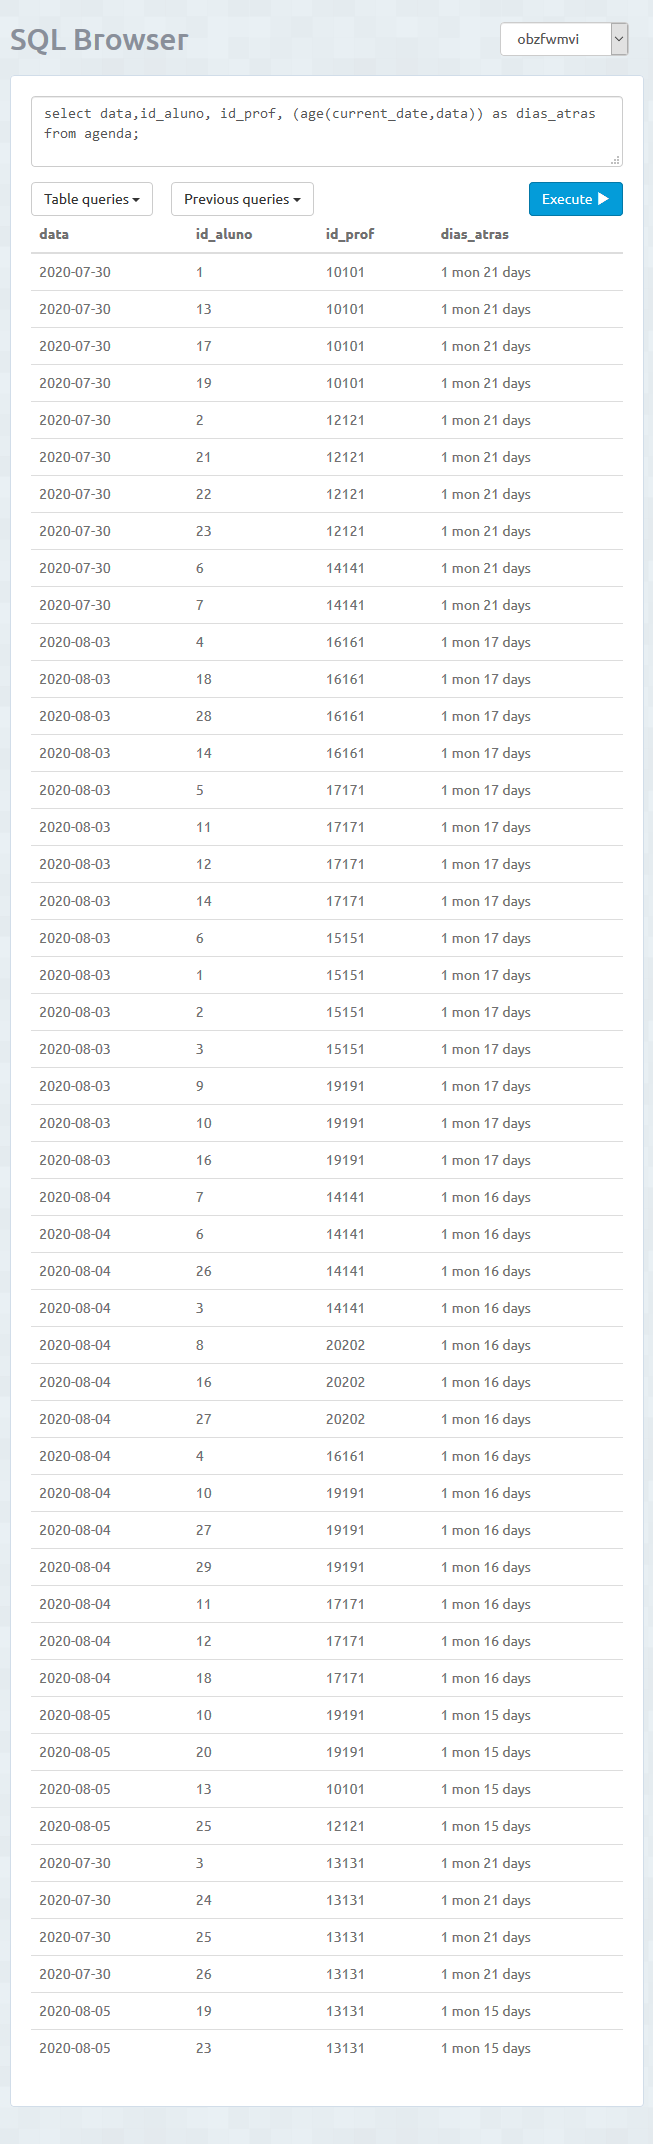 SQL Browser
obzfwmvi
select data,id_aluno, id_prof, (age(current_date,data)) as dias_atras
from agenda;
Table queries Previous queries Execute
data id_aluno id_prof dias_atras
2020-07-30 1 10101 1 mon 21 days
2020-07-30 13 10101 1 mon 21 days
2020-07-30 17 10101 1 mon 21 days
2020-07-30 19 10101 1 mon 21 days
2020-07-30 2 12121 1 mon 21 days
2020-07-30 21 12121 1 mon 21 days
2020-07-30 22 12121 1 mon 21 days
2020-07-30 23 12121 1 mon 21 days
2020-07-30 6 14141 1 mon 21 days
2020-07-30 7 14141 1 mon 21 days
2020-08-03 4 16161 1 mon 17 days
2020-08-03 18 16161 1 mon 17 days
2020-08-03 28 16161 1 mon 17 days
2020-08-03 14 16161 1 mon 17 days
2020-08-03 5 17171 1 mon 17 days
2020-08-03 11 17171 1 mon 17 days
2020-08-03 12 17171 1 mon 17 days
2020-08-03 14 17171 1 mon 17 days
2020-08-03 6 15151 1 mon 17 days
2020-08-03 1 15151 1 mon 17 days
2020-08-03 2 15151 1 mon 17 days
2020-08-03 3 15151 1 mon 17 days
2020-08-03 9 19191 1 mon 17 days
2020-08-03 10 19191 1 mon 17 days
2020-08-03 16 19191 1 mon 17 days
2020-08-04 7 14141 1 mon 16 days
2020-08-04 6 14141 1 mon 16 days
2020-08-04 26 14141 1 mon 16 days
2020-08-04 3 14141 1 mon 16 days
2020-08-04 8 20202 1 mon 16 days
2020-08-04 16 20202 1 mon 16 days
2020-08-04 27 20202 1 mon 16 days
2020-08-04 4 16161 1 mon 16 days
2020-08-04 10 19191 1 mon 16 days
2020-08-04 27 19191 1 mon 16 days
2020-08-04 29 19191 1 mon 16 days
2020-08-04 11 17171 1 mon 16 days
2020-08-04 12 17171 1 mon 16 days
2020-08-04 18 17171 1 mon 16 days
2020-08-05 10 19191 1 mon 15 days
2020-08-05 20 19191 1 mon 15 days
2020-08-05 13 10101 1 mon 15 days
2020-08-05 25 12121 1 mon 15 days
2020-07-30 3 13131 1 mon 21 days
2020-07-30 24 13131 1 mon 21 days
2020-07-30 25 13131 1 mon 21 days
2020-07-30 26 13131 1 mon 21 days
2020-08-05 19 13131 1 mon 15 days
2020-08-05 23 13131 1 mon 15 days